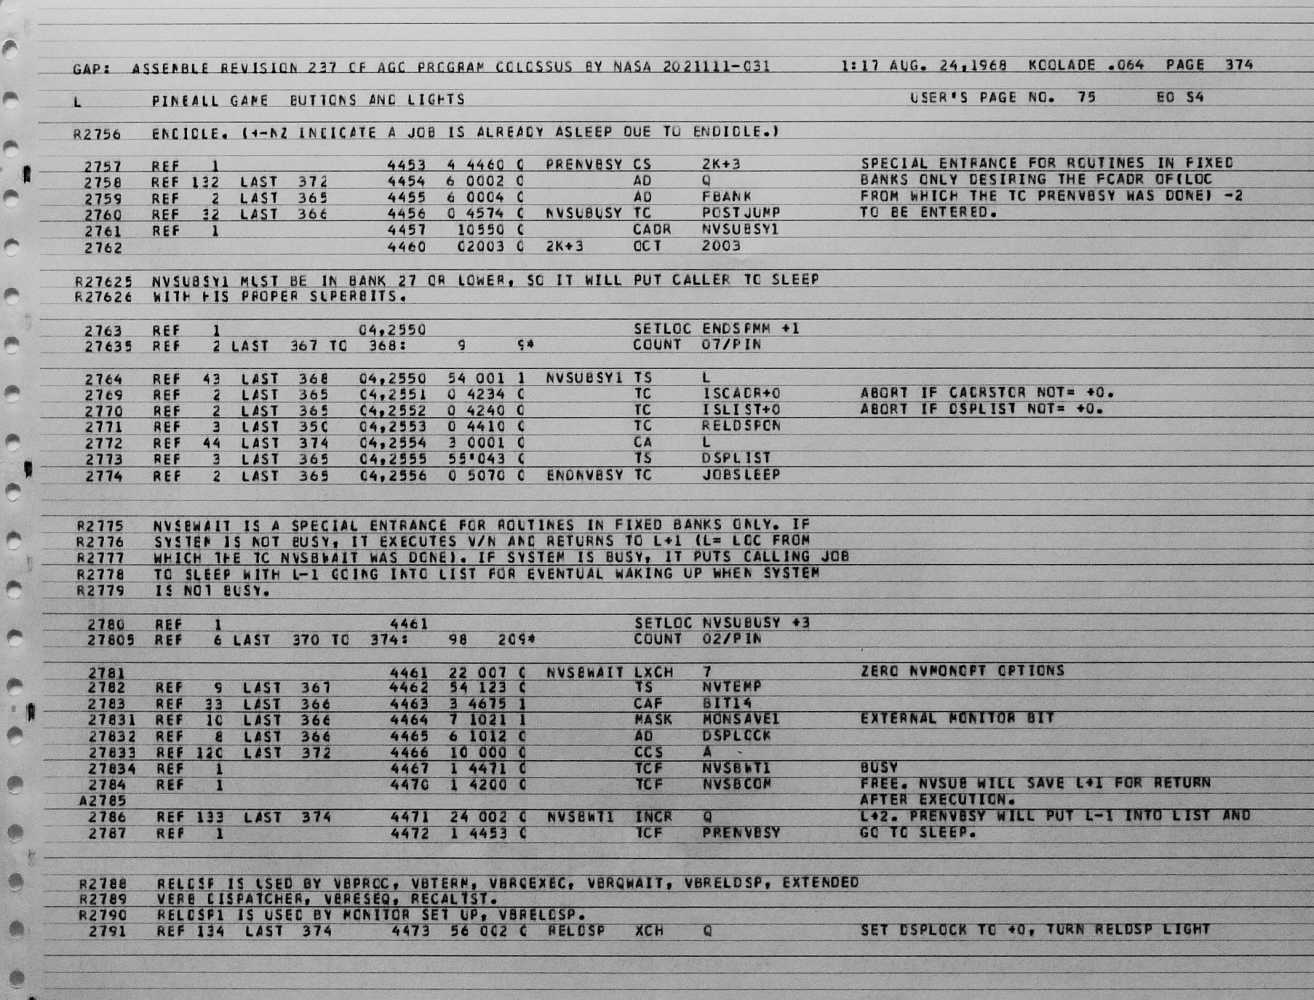 GAP: ASSEMBLE REVISION 237 OF AGC PROGRAM COLOSSUS BY NASA 2021111-031 1:17 AUG. 24,1968 KOOLADE .064 PAGE 374
L PINBALL GAME BUTTONS AND LIGHTS USER'S PAGE NO. 75 E0 S4
R2756 ENDIDLE. (+-NZ INDICATE A JOB IS ALREADY ASLEEP DUE TO ENDIDLE.)
2757 REF 1 4453 4 4460 0 PRENVBSY CS 2K+3 SPECIAL ENTRANCE FOR ROUTINES IN FIXED
2758 REF 132 LAST 372 4454 6 0002 0 AD Q BANKS ONLY DESIRING THE FCADR OF(LOC
2759 REF 2 LAST 365 4455 6 0004 0 AD FBANK FROM WHICH THE TC PRENVBSY WAS DONE) -2
2760 REF 32 LAST 366 4456 0 4574 0 NVSUBUSY TC POSTJUMP TO BE ENTERED.
2761 REF 1 4457 10550 0 CADR NVSUBSY1
2762 4460 02003 0 2K+3 OCT 2003
R27625 NVSUBSY1 MUST BE IN BANK 27 OR LOWER, SO IT WILL PUT CALLER TO SLEEP
R27626 WITH HIS PROPER SUPERBITS.
2763 REF 1 04,2550 SETLOC ENDSPMM +1
27635 REF 2 LAST 367 TO 368: 9 9* COUNT 07/PIN
2764 REF 43 LAST 368 04,2550 54 001 1 NVSUBSY1 TS L
2769 REF 2 LAST 365 04,2551 0 4234 0 TC ISCADR+0 ABORT IF CADRSTOR NOT= +0.
2770 REF 2 LAST 365 04,2552 0 4240 0 TC ISLIST+0 ABORT IF DSPLIST NOT= +0.
2771 REF 3 LAST 350 04,2553 0 4410 0 TC RELDSPON
2772 REF 44 LAST 374 04,2554 3 0001 0 CA L
2773 REF 3 LAST 365 04,2555 55'043 0 TS DSPLIST
2774 REF 2 LAST 365 04,2556 0 5070 0 ENDNVBSY TC JOBSLEEP
R2775 NVSBWAIT IS A SPECIAL ENTRANCE FOR ROUTINES IN FIXED BANKS ONLY. IF
R2776 SYSTEM IS NOT BUSY, IT EXECUTES V/N AND RETURNS TO L+1 (L= LOC FROM
R2777 WHICH THE TC NVSBWAIT WAS DONE). IF SYSTEM IS BUSY, IT PUTS CALLING JOB
R2778 TO SLEEP WITH L-1 GOING INTO LIST FOR EVENTUAL WAKING UP WHEN SYSTEM
R2779 IS NOT BUSY.
2780 REF 1 4461 SETLOC NVSUBUSY +3
27805 REF 6 LAST 370 TO 374: 98 209* COUNT 02/PIN
2781 4461 22 007 0 NVSBWAIT LXCH 7 ZERO NVMONOPT OPTIONS
2782 REF 9 LAST 367 4462 54 123 0 TS NVTEMP
2783 REF 33 LAST 366 4463 3 4675 1 CAF BIT14
27831 REF 10 LAST 366 4464 7 1021 1 MASK MONSAVE1 EXTERNAL MONITOR BIT
27832 REF 8 LAST 366 4465 6 1012 0 AD DSPLOCK
27833 REF 120 LAST 372 4466 10 000 0 CCS A
27834 REF 1 4467 1 4471 0 TCF NVSBWT1 BUSY
2784 REF 1 4470 1 4200 0 TCF NVSBCOM FREE. NVSUB WILL SAVE L+1 FOR RETURN
A2785 AFTER EXECUTION.
2786 REF 133 LAST 374 4471 24 002 0 NVSBWT1 INCR Q L+2. PRENVBSY WILL PUT L-1 INTO LIST AND
2787 REF 1 4472 1 4453 0 TCF PRENVBSY GO TO SLEEP.
R2788 RELDSP IS USED BY VBPROC, VBTERM, VBRQEXEC, VBRQWAIT, VBRELDSP, EXTENDED
R2789 VERB DISPATCHER, VBRESEQ, RECALTST.
R2790 RELDSP1 IS USED BY MONITOR SET UP, VBRELDSP.
2791 REF 134 LAST 374 4473 56 002 0 RELDSP XCH Q SET DSPLOCK TO +0, TURN RELDSP LIGHT